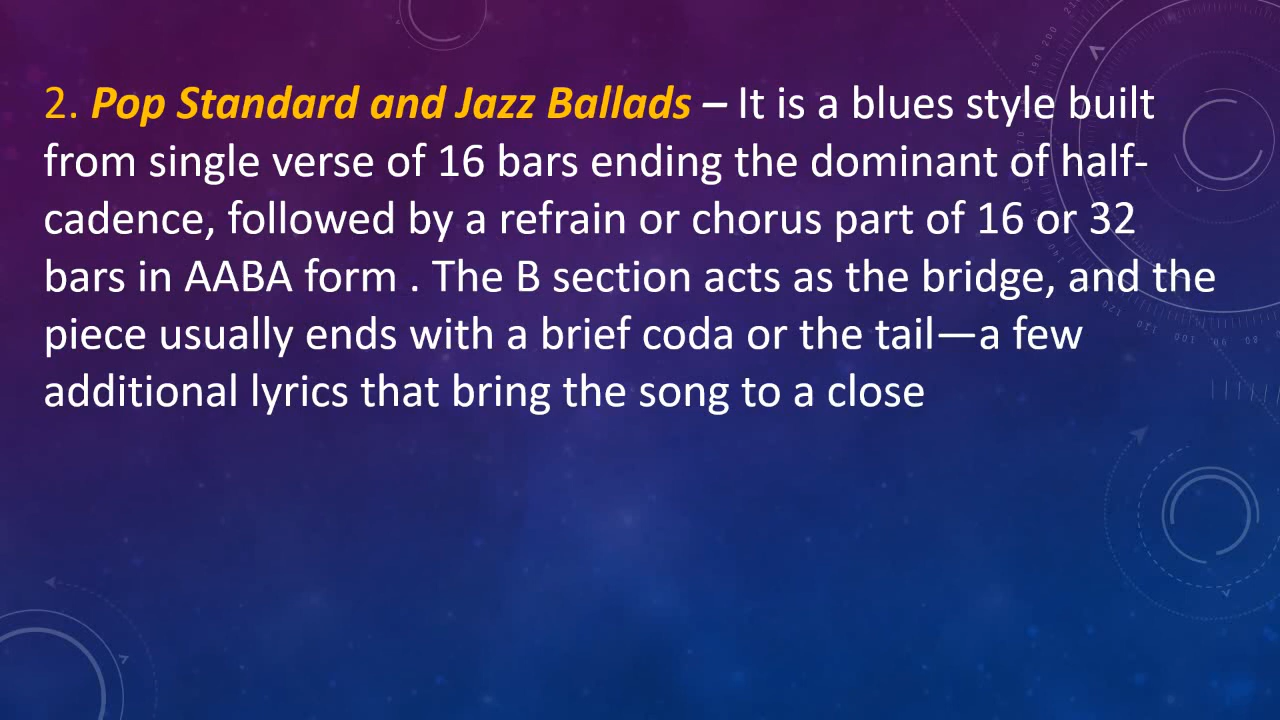 2. Pop Standard and Jazz Ballads – It is a blues style built
from single verse of 16 bars ending the dominant of half-
cadence, followed by a refrain or chorus part of 16 or 32
bars in AABA form . The B section acts as the bridge, and the
piece usually ends with a brief coda or the tail—a few
additional lyrics that bring the song to a close